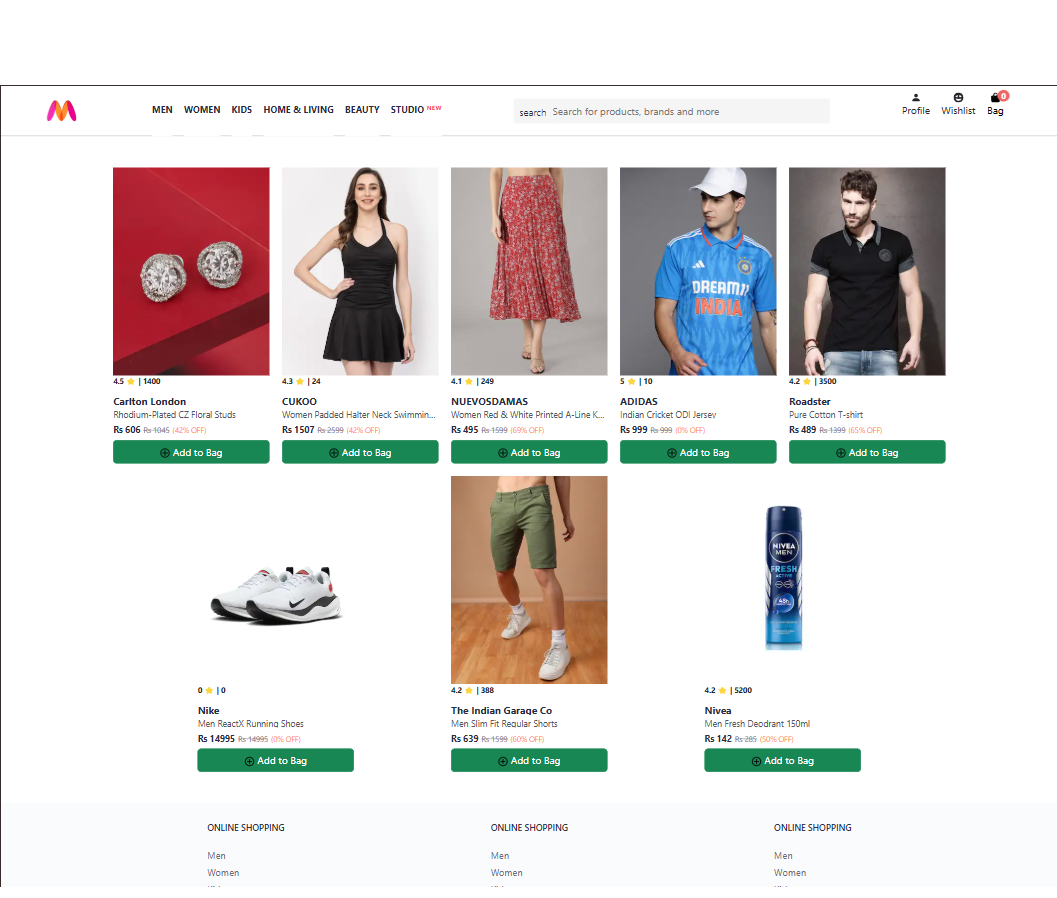 MEN WOMEN KIDS HOME & LIVING BEAUTY STUDIO NEW
search Search for products, brands and more
Profile Wishlist Bag 0
DREAM11
INDIA
4.5 | 1400
Carlton London
Rhodium-Plated CZ Floral Studs
Rs 606 Rs 1045 (42% OFF)
Add to Bag
4.3 | 24
CUKOO
Women Padded Halter Neck Swimmin...
Rs 1507 Rs 2599 (42% OFF)
Add to Bag
4.1 | 249
NUEVOSDAMAS
Women Red & White Printed A-Line K...
Rs 495 Rs 1599 (69% OFF)
Add to Bag
5 | 10
ADIDAS
Indian Cricket ODI Jersey
Rs 999 Rs 999 (0% OFF)
Add to Bag
4.2 | 3500
Roadster
Pure Cotton T-shirt
Rs 489 Rs 1399 (65% OFF)
Add to Bag
0 | 0
Nike
Men ReactX Running Shoes
Rs 14995 Rs 14995 (0% OFF)
Add to Bag
4.2 | 388
The Indian Garage Co
Men Slim Fit Regular Shorts
Rs 639 Rs 1599 (60% OFF)
Add to Bag
NIVEA
MEN
FRESH
ACTIVE
48h
4.2 | 5200
Nivea
Men Fresh Deodrant 150ml
Rs 142 Rs 285 (50% OFF)
Add to Bag
ONLINE SHOPPING
Men
Women
ONLINE SHOPPING
Men
Women
ONLINE SHOPPING
Men
Women